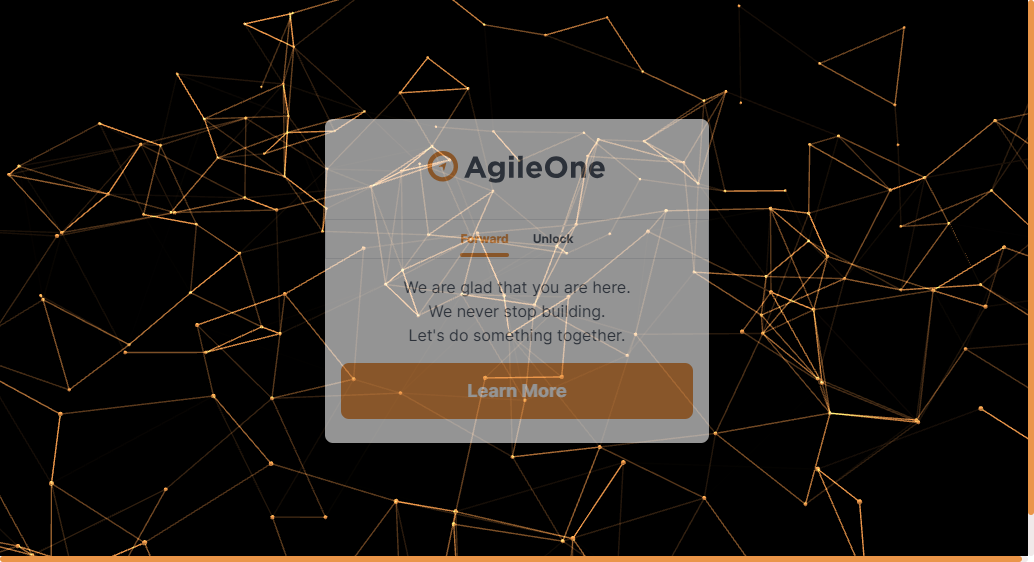 AgileOne
Forward Unlock
We are glad that you are here.
We never stop building.
Let's do something together.
Learn More